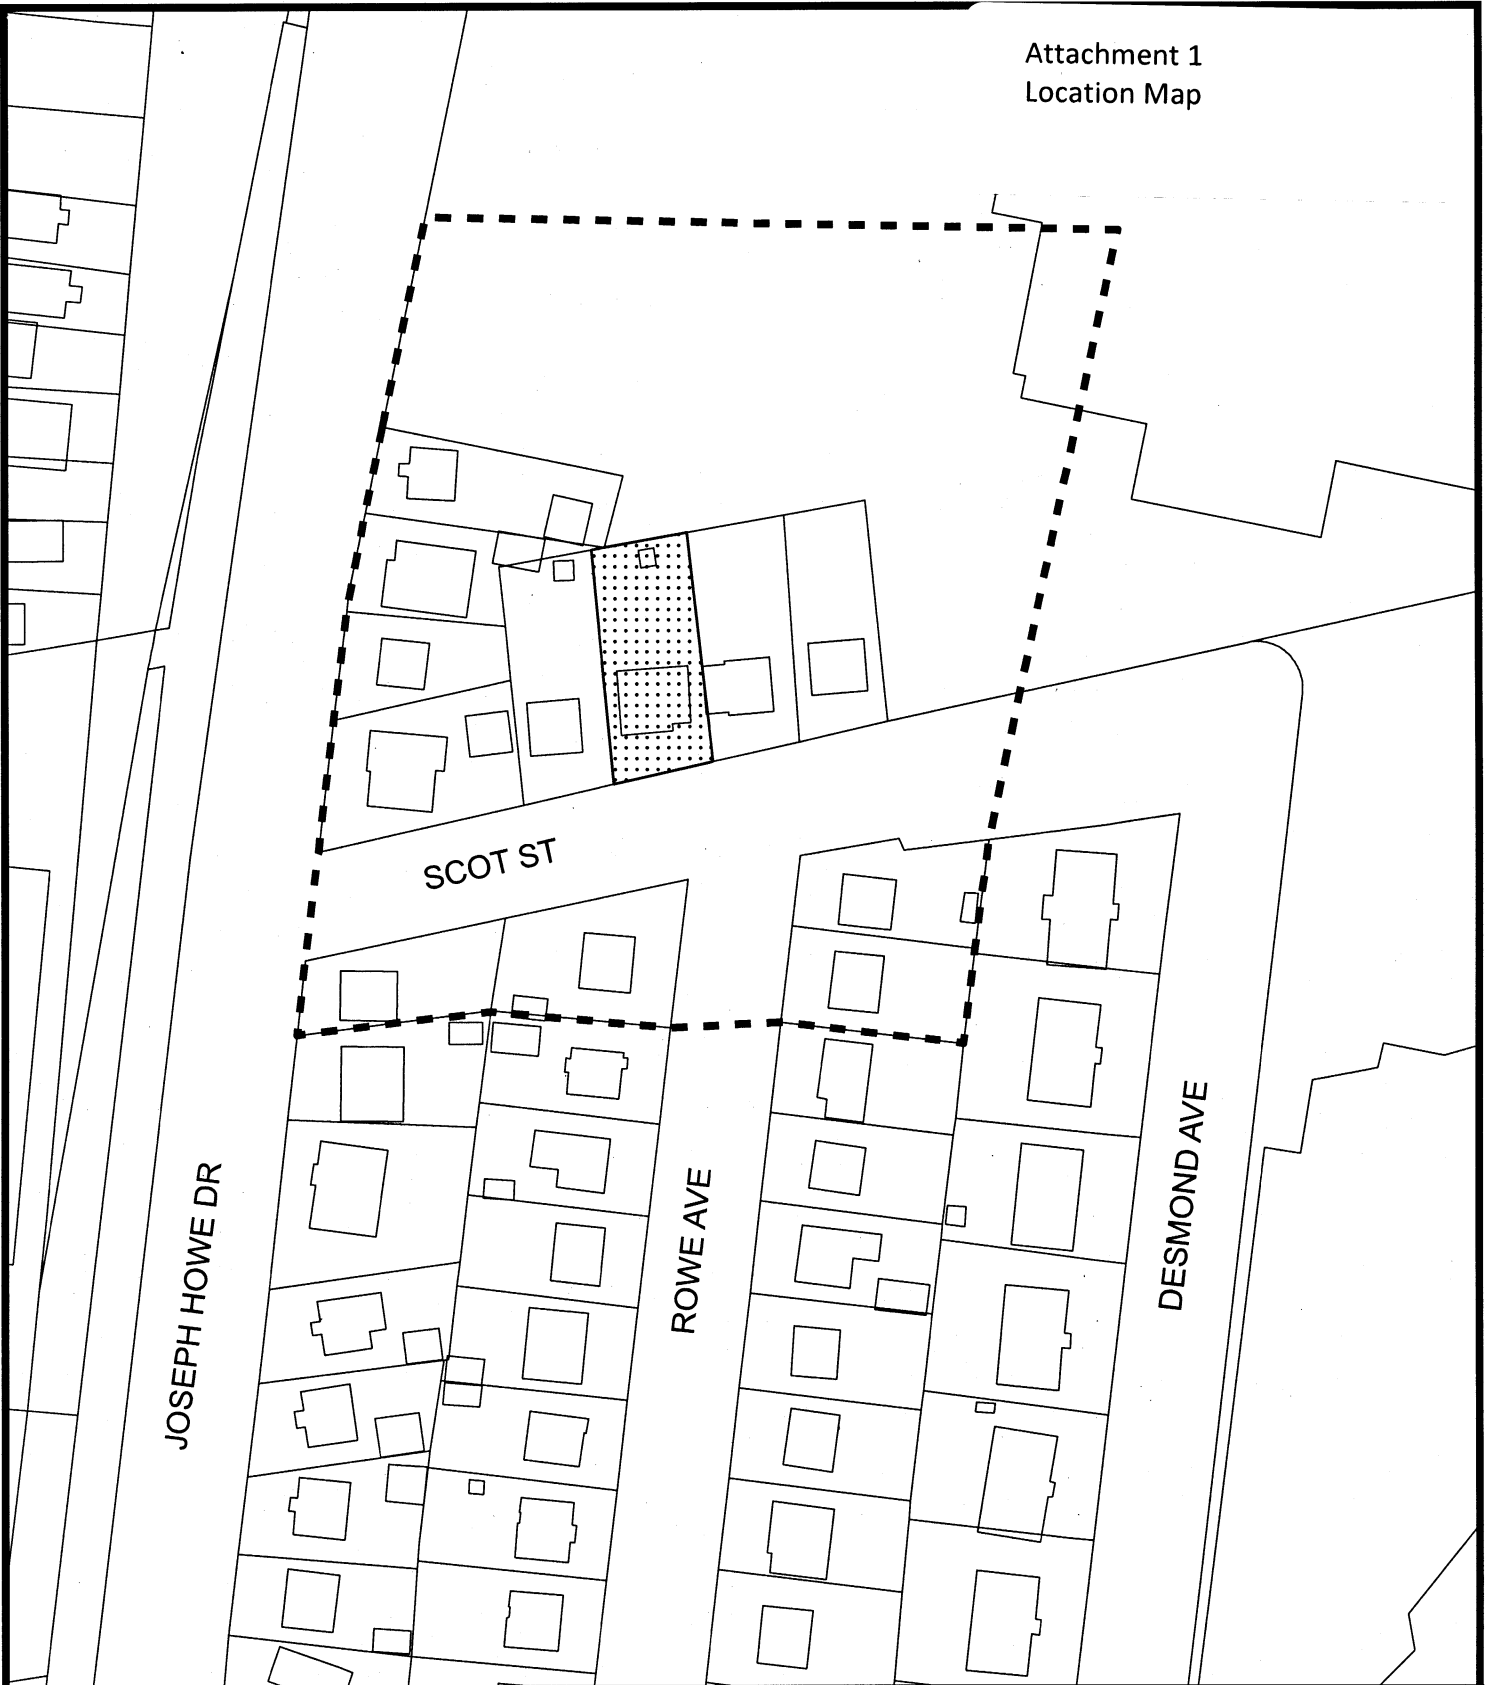 Attachment 1
Location Map
SCOT ST
JOSEPH HOWE DR
ROWE AVE
DESMOND AVE